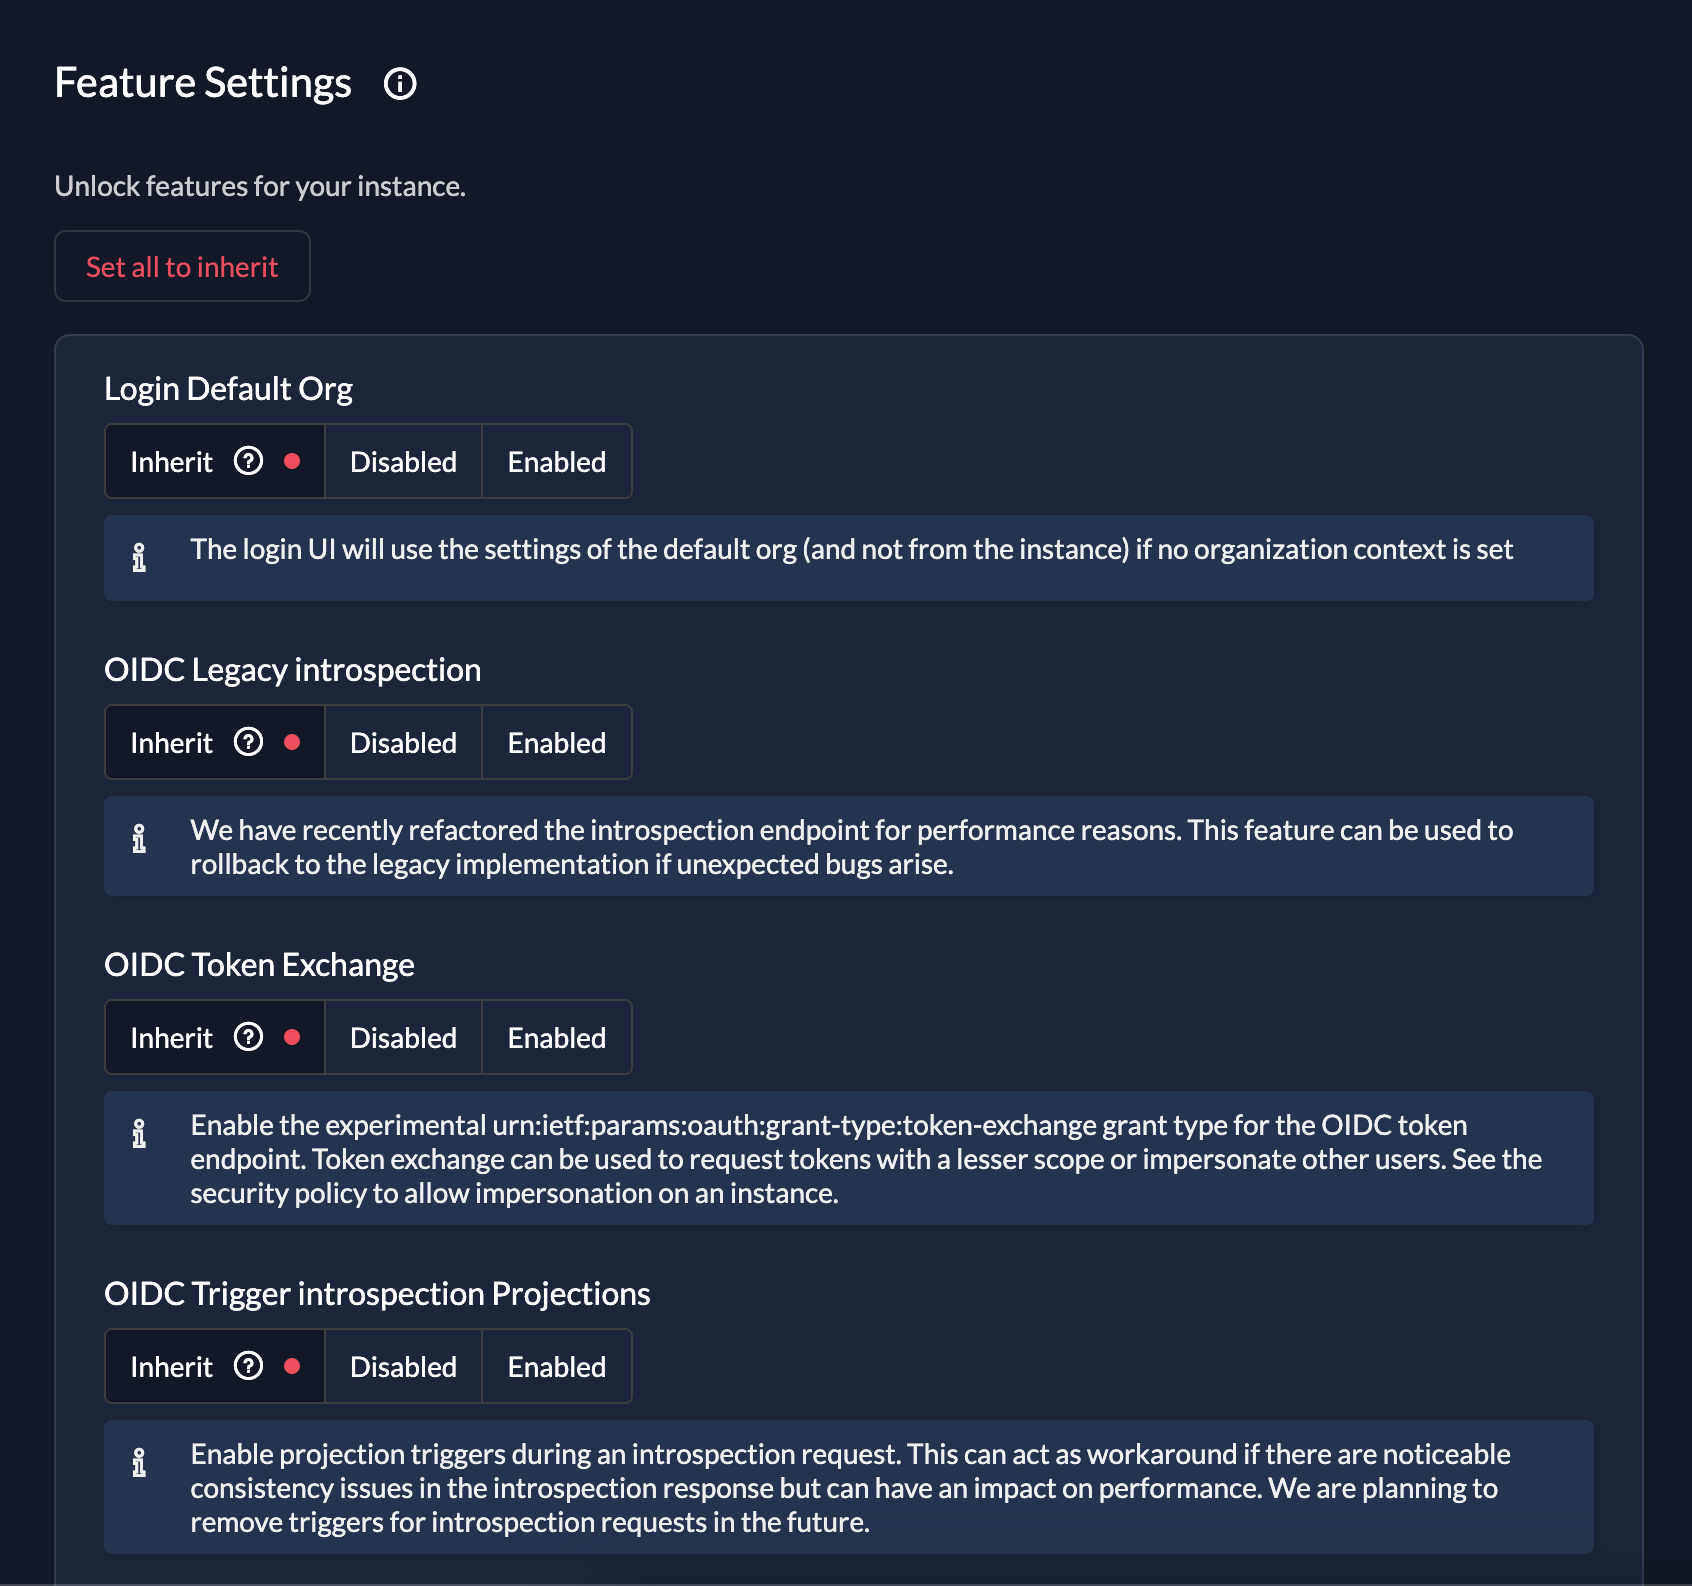 Feature Settings
Unlock features for your instance.
Set all to inherit
Login Default Org
Inherit Disabled Enabled
The login UI will use the settings of the default org (and not from the instance) if no organization context is set
OIDC Legacy introspection
Inherit Disabled Enabled
We have recently refactored the introspection endpoint for performance reasons. This feature can be used to
rollback to the legacy implementation if unexpected bugs arise.
OIDC Token Exchange
Inherit Disabled Enabled
Enable the experimental urn:ietf:params:oauth:grant-type:token-exchange grant type for the OIDC token
endpoint. Token exchange can be used to request tokens with a lesser scope or impersonate other users. See the
security policy to allow impersonation on an instance.
OIDC Trigger introspection Projections
Inherit Disabled Enabled
Enable projection triggers during an introspection request. This can act as workaround if there are noticeable
consistency issues in the introspection response but can have an impact on performance. We are planning to
remove triggers for introspection requests in the future.